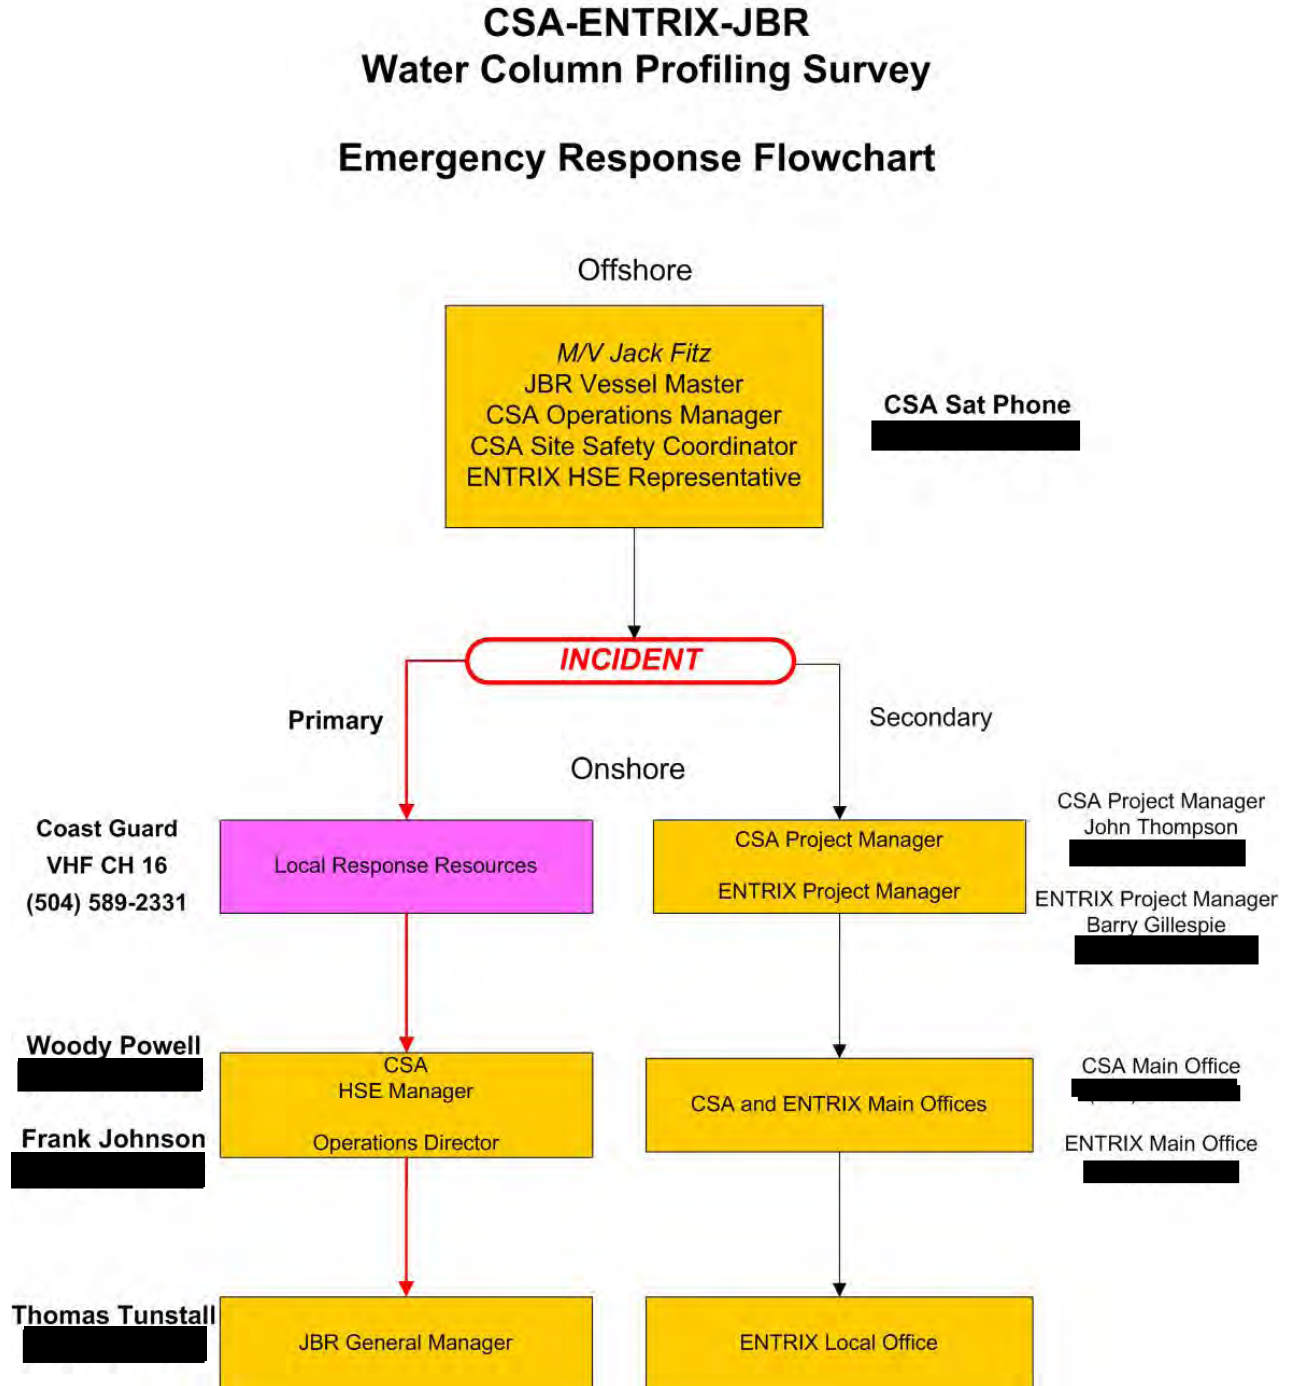 CSA-ENTRIX-JBR
Water Column Profiling Survey
Emergency Response Flowchart
Offshore
M/V Jack Fitz
JBR Vessel Master
CSA Operations Manager
CSA Site Safety Coordinator
ENTRIX HSE Representative
CSA Sat Phone
INCIDENT
Primary
Secondary
Onshore
Coast Guard
VHF CH 16
(504) 589-2331
Local Response Resources
CSA Project Manager
ENTRIX Project Manager
CSA Project Manager
John Thompson
ENTRIX Project Manager
Barry Gillespie
Woody Powell
Frank Johnson
CSA
HSE Manager
Operations Director
CSA and ENTRIX Main Offices
CSA Main Office
ENTRIX Main Office
Thomas Tunstall
JBR General Manager
ENTRIX Local Office